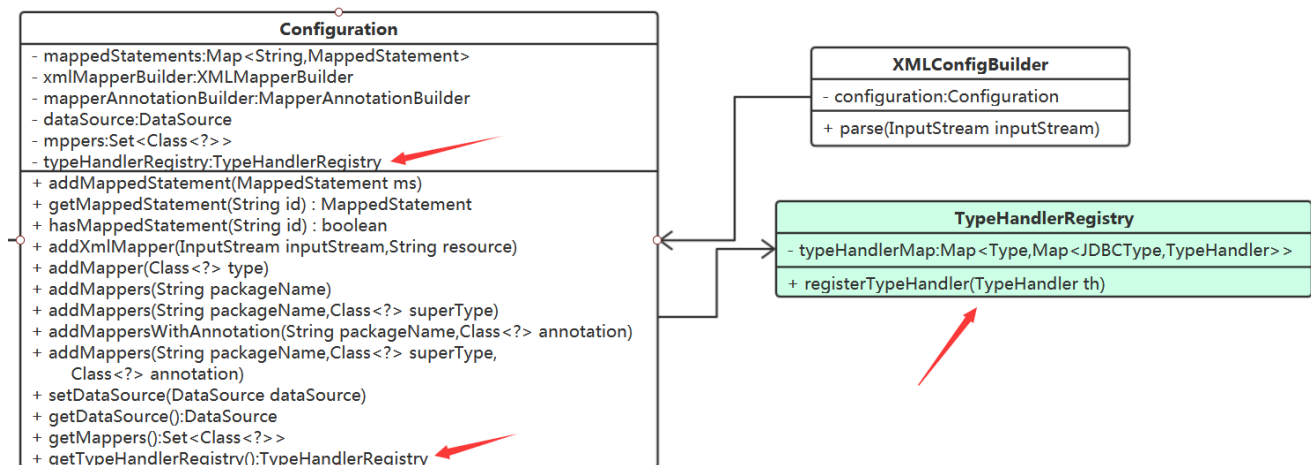 Configuration
- mappedStatements:Map<String,MappedStatement>
- xmlMapperBuilder:XMLMapperBuilder
- mapperAnnotationBuilder:MapperAnnotationBuilder
- dataSource:DataSource
- mppers:Set<Class<?>>
- typeHandlerRegistry:TypeHandlerRegistry
+ addMappedStatement(MappedStatement ms)
+ getMappedStatement(String id) : MappedStatement
+ hasMappedStatement(String id) : boolean
+ addXmlMapper(InputStream inputStream,String resource)
+ addMapper(Class<?> type)
+ addMappers(String packageName)
+ addMappers(String packageName,Class<?> superType)
+ addMappersWithAnnotation(String packageName,Class<?> annotation)
+ addMappers(String packageName,Class<?> superType,
Class<?> annotation)
+ setDataSource(DataSource dataSource)
+ getDataSource():DataSource
+ getMappers():Set<Class<?>>
+ getTypeHandlerRegistry():TypeHandlerRegistry
XMLConfigBuilder
- configuration:Configuration
+ parse(InputStream inputStream)
TypeHandlerRegistry
- typeHandlerMap:Map<Type,Map<JDBCType,TypeHandler>>
+ registerTypeHandler(TypeHandler th)